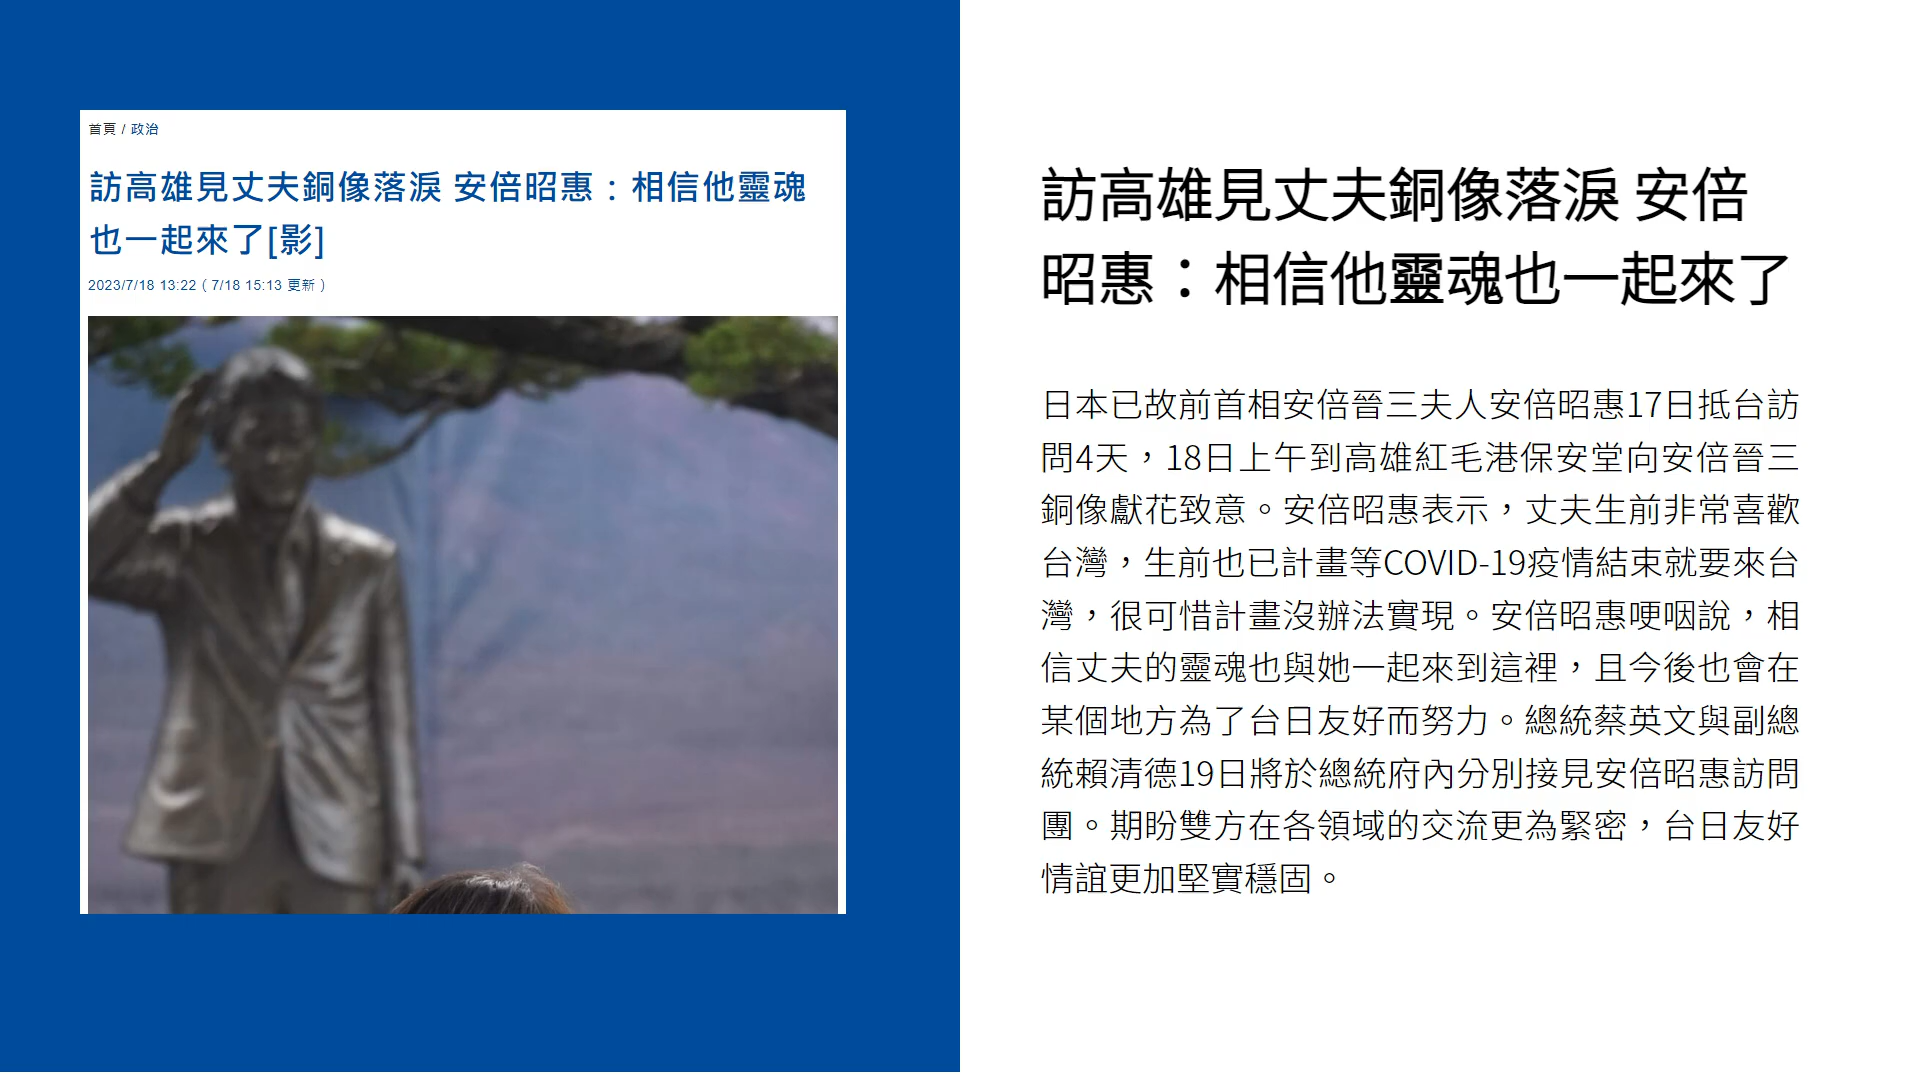 首頁 / 政治
訪高雄見丈夫銅像落淚 安倍昭惠：相信他靈魂
也一起來了[影]
2023/7/18 13:22（7/18 15:13 更新）
訪高雄見丈夫銅像落淚 安倍
昭惠：相信他靈魂也一起來了
日本已故前首相安倍晉三夫人安倍昭惠17日抵台訪
問4天，18日上午到高雄紅毛港保安堂向安倍晉三
銅像獻花致意。安倍昭惠表示，丈夫生前非常喜歡
台灣，生前也已計畫等COVID-19疫情結束就要來台
灣，很可惜計畫沒辦法實現。安倍昭惠哽咽說，相
信丈夫的靈魂也與她一起來到這裡，且今後也會在
某個地方為了台日友好而努力。總統蔡英文與副總
統賴清德19日將於總統府內分別接見安倍昭惠訪問
團。期盼雙方在各領域的交流更為緊密，台日友好
情誼更加堅實穩固。